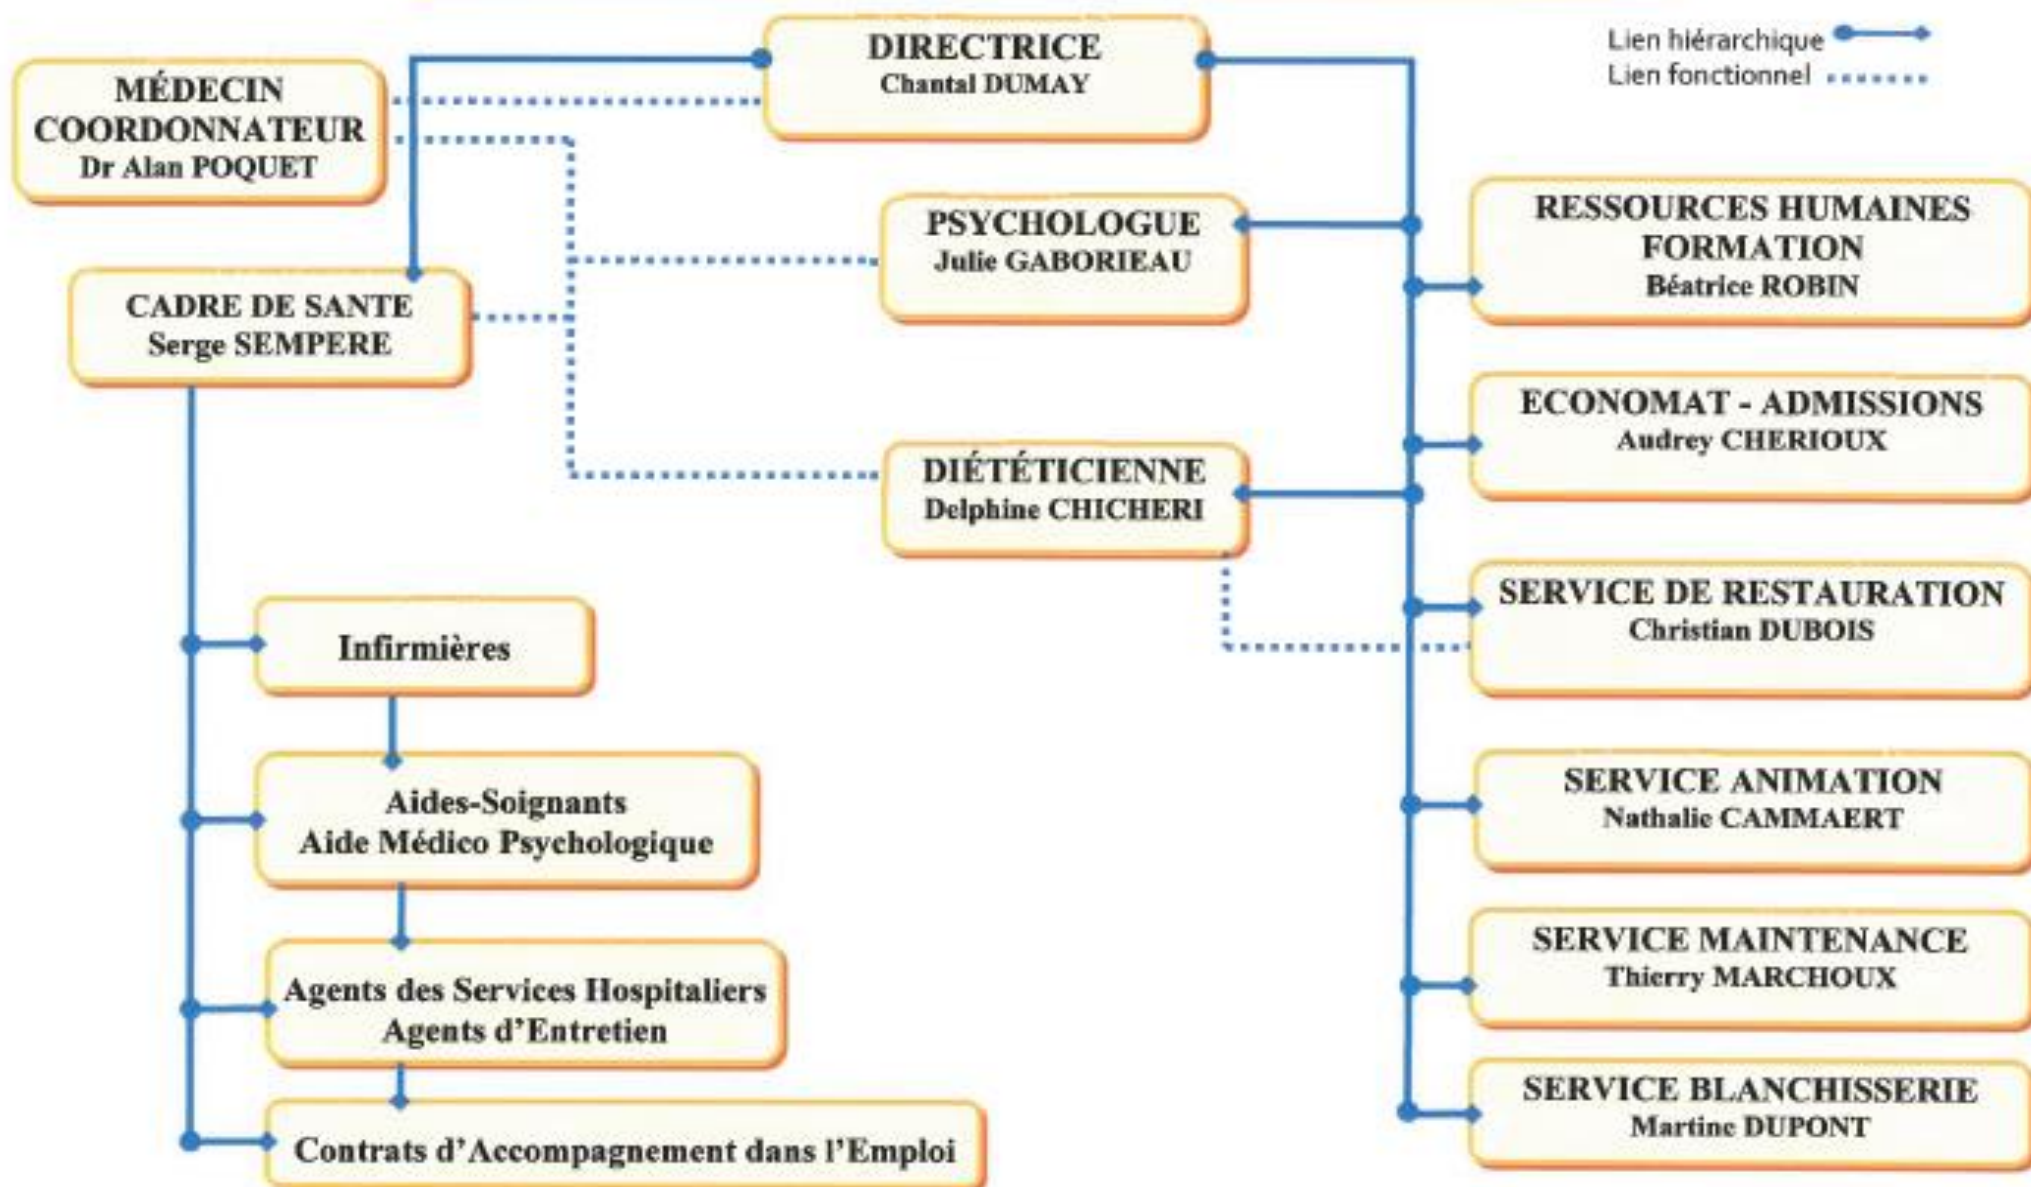 DIRECTRICE
Chantal DUMAY
Lien hiérarchique
Lien fonctionnel
MÉDECIN
COORDONNATEUR
Dr Alan POQUET
PSYCHOLOGUE
Julie GABORIEAU
RESSOURCES HUMAINES
FORMATION
Béatrice ROBIN
CADRE DE SANTE
Serge SEMPERE
ECONOMAT - ADMISSIONS
Audrey CHERIOUX
DIÉTÉTICIENNE
Delphine CHICHERI
SERVICE DE RESTAURATION
Christian DUBOIS
Infirmières
SERVICE ANIMATION
Nathalie CAMMAERT
Aides-Soignants
Aide Médico Psychologique
SERVICE MAINTENANCE
Thierry MARCHOUX
Agents des Services Hospitaliers
Agents d'Entretien
SERVICE BLANCHISSERIE
Martine DUPONT
Contrats d'Accompagnement dans l'Emploi